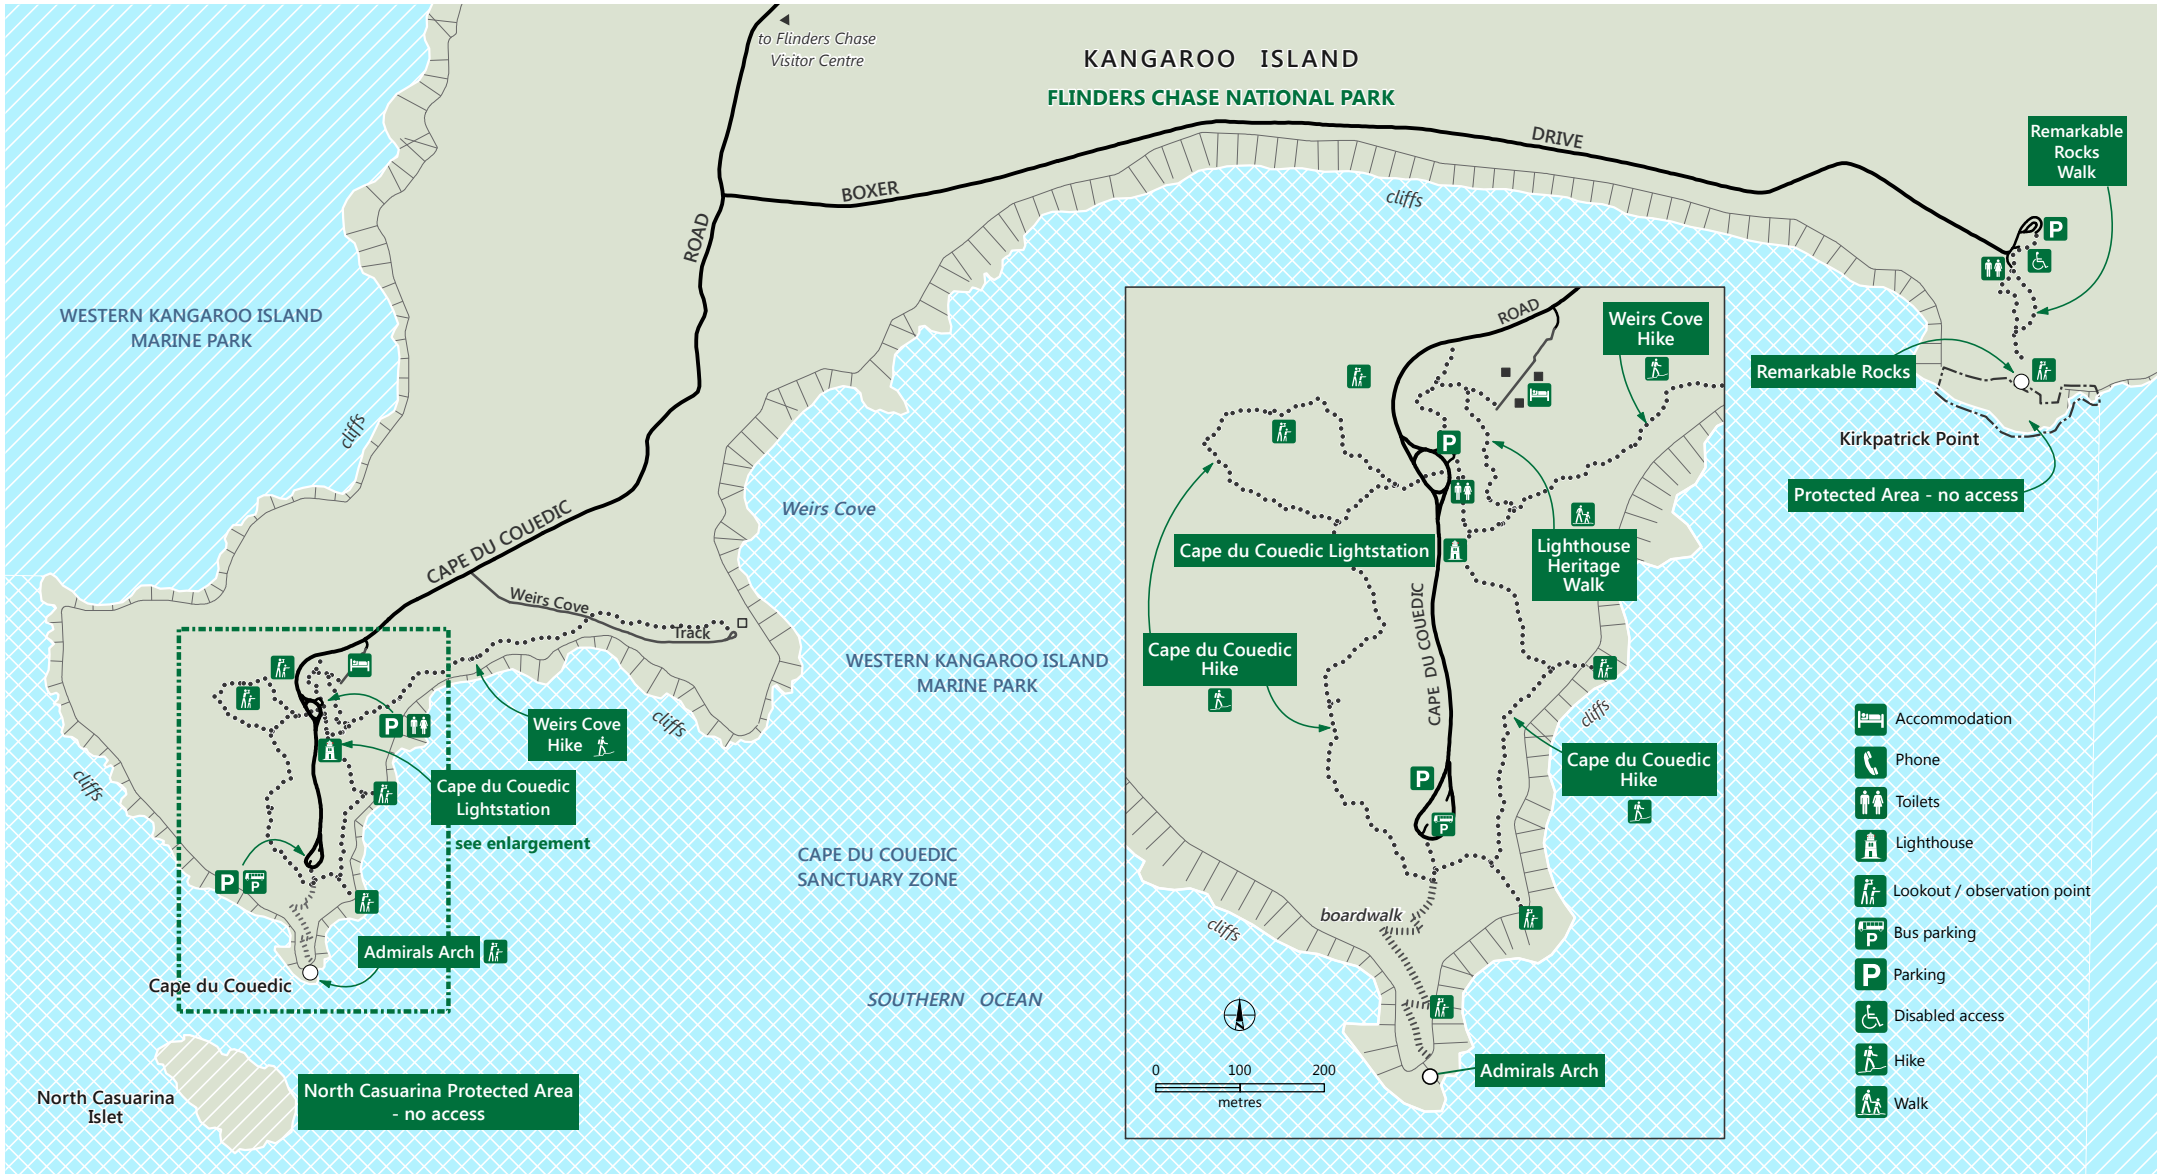 to Flinders Chase
Visitor Centre
KANGAROO ISLAND
FLINDERS CHASE NATIONAL PARK
DRIVE
BOXER
ROAD
cliffs
Remarkable
Rocks
Walk
P
WESTERN KANGAROO ISLAND
MARINE PARK
cliffs
Remarkable Rocks
Kirkpatrick Point
Protected Area - no access
Weirs Cove
CAPE DU COUEDIC
Weirs Cove
Track
WESTERN KANGAROO ISLAND
MARINE PARK
Weirs Cove
Hike
cliffs
P
Cape du Couedic
Lightstation
see enlargement
cliffs
CAPE DU COUEDIC
SANCTUARY ZONE
P
P
Admirals Arch
Cape du Couedic
SOUTHERN OCEAN
North Casuarina
Islet
North Casuarina Protected Area
- no access
ROAD
Weirs Cove
Hike
P
Cape du Couedic Lightstation
Lighthouse
Heritage
Walk
CAPE DU COUEDIC
Cape du Couedic
Hike
cliffs
Cape du Couedic
Hike
P
P
boardwalk
cliffs
0 100 200
metres
Admirals Arch
Accommodation
Phone
Toilets
Lighthouse
Lookout / observation point
P
Bus parking
P
Parking
Disabled access
Hike
Walk